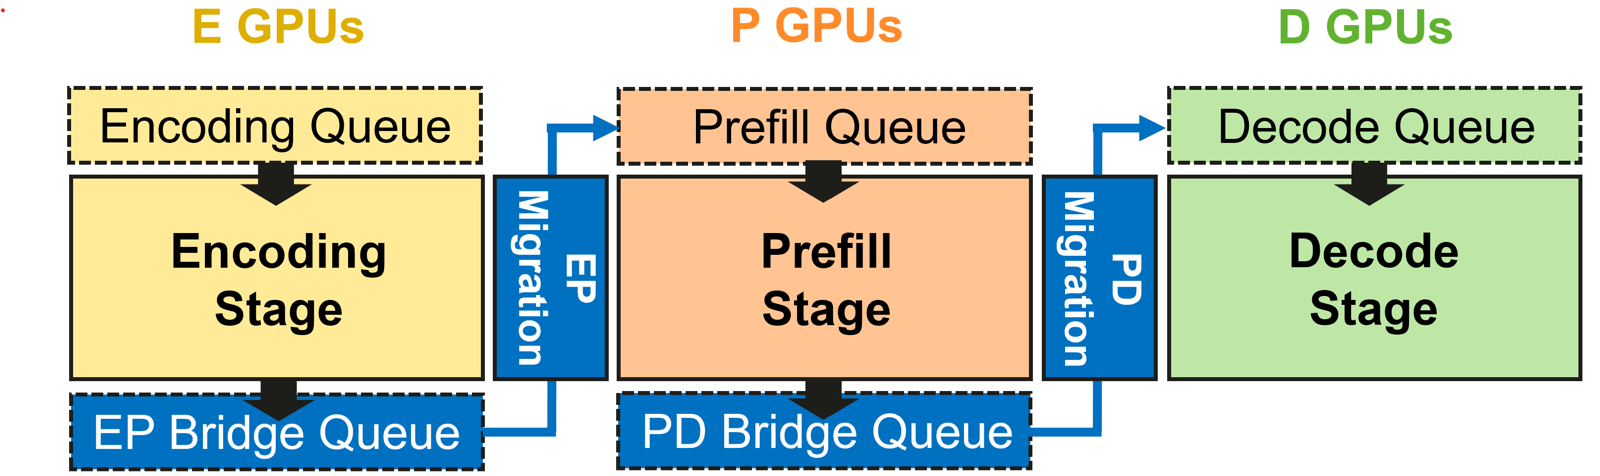 E GPUs
P GPUs
D GPUs
Encoding Queue
Prefill Queue
Decode Queue
Encoding
Stage
EP
Migration
Prefill
Stage
PD
Migration
Decode
Stage
EP Bridge Queue
PD Bridge Queue